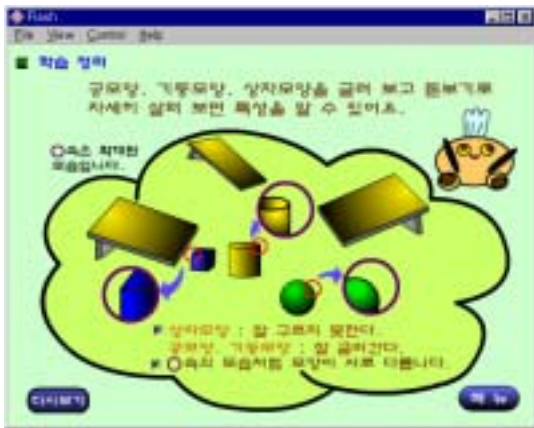 Flash
File View Control Help
학습 정리
공모양, 기둥모양, 상자모양을 굴려 보고 돋보기로
자세히 살펴 보면 특성을 알 수 있어요.
○속은 확대한
모습입니다.
상자모양 : 잘 구르지 못한다.
공모양, 기둥모양 : 잘 굴러간다.
○속의 모습처럼 모양이 서로 다릅니다.
다시보기
메 뉴